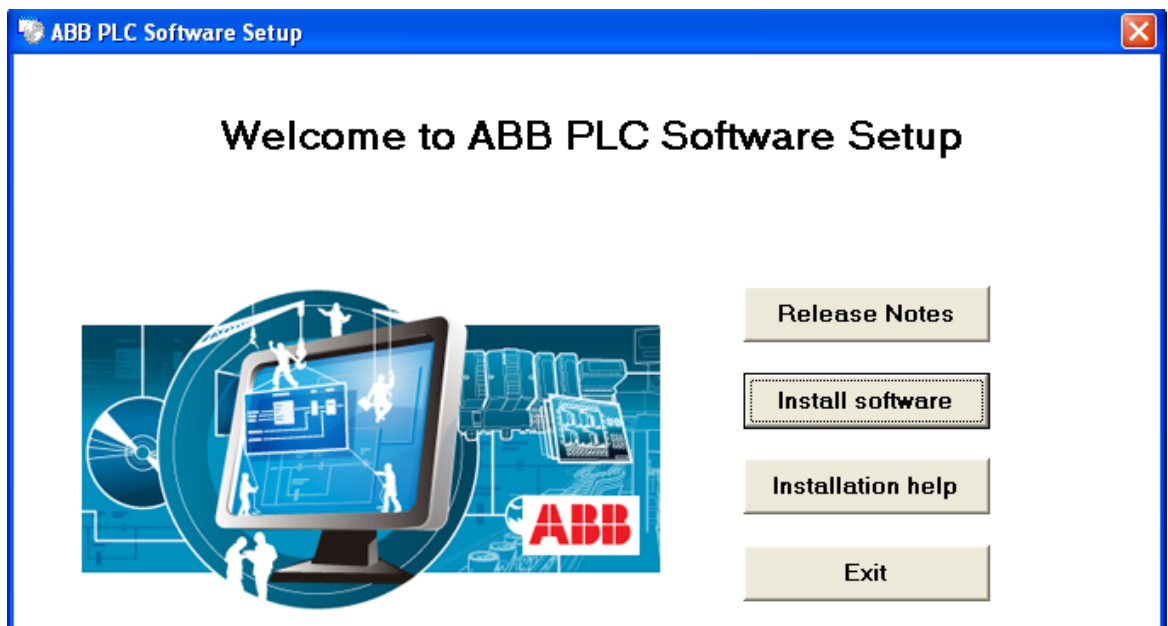 ABB PLC Software Setup
Welcome to ABB PLC Software Setup
Release Notes
Install software
Installation help
Exit
ABB